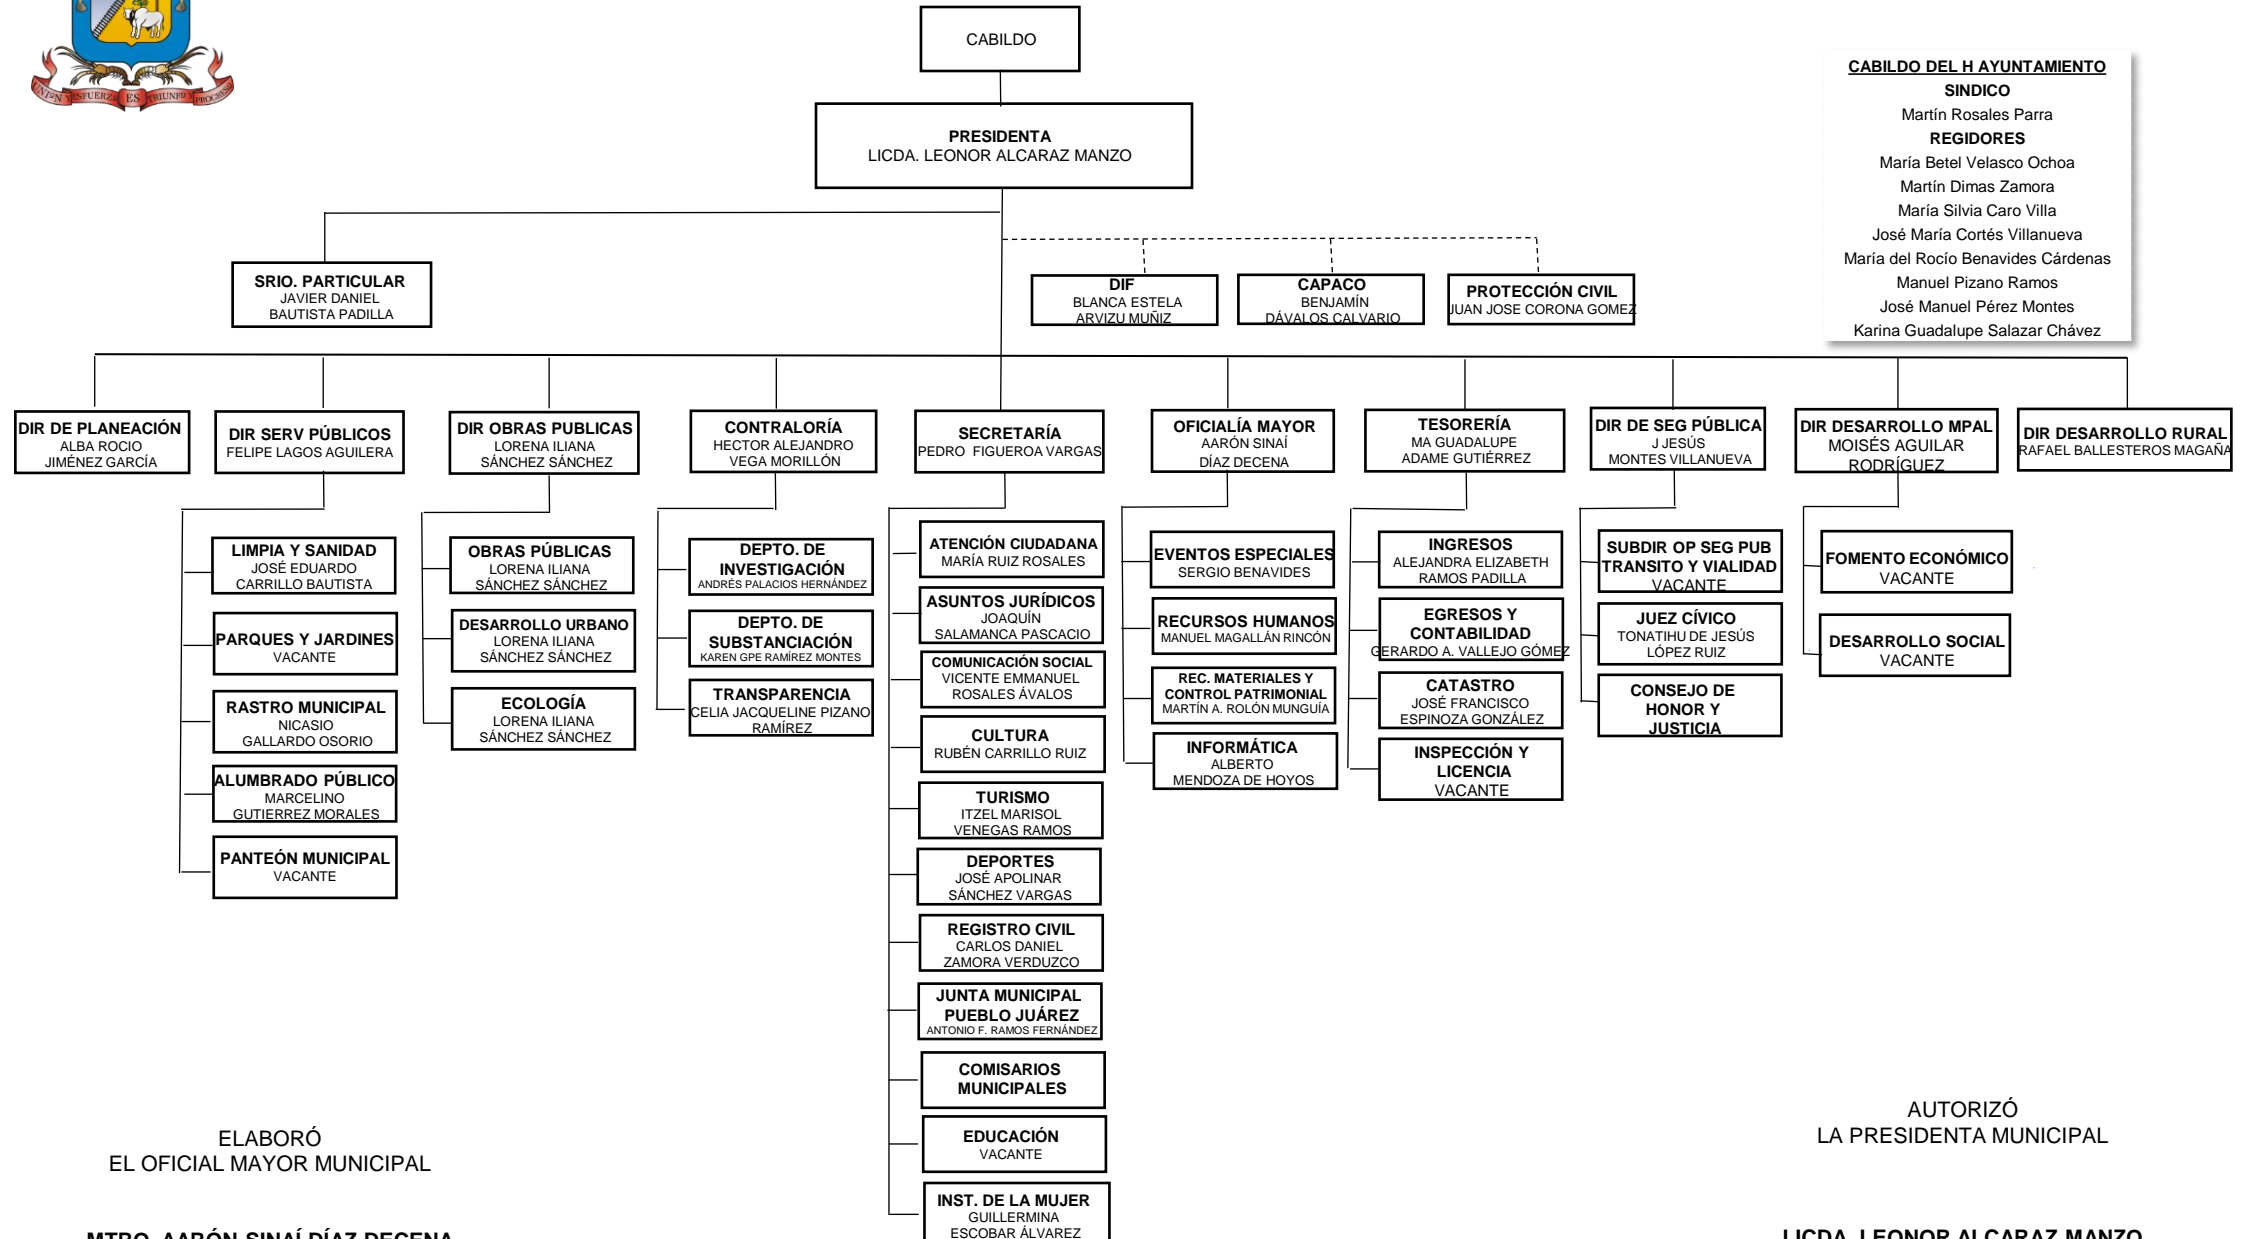 UNION Y ESFUERZO ES TRIUNFO Y PROGRESO
CABILDO
PRESIDENTA
LICDA. LEONOR ALCARAZ MANZO
CABILDO DEL H AYUNTAMIENTO
SINDICO
Martín Rosales Parra
REGIDORES
María Betel Velasco Ochoa
Martín Dimas Zamora
María Silvia Caro Villa
José María Cortés Villanueva
María del Rocío Benavides Cárdenas
Manuel Pizano Ramos
José Manuel Pérez Montes
Karina Guadalupe Salazar Chávez
SRIO. PARTICULAR
JAVIER DANIEL
BAUTISTA PADILLA
DIF
BLANCA ESTELA
ARVIZU MUÑIZ
CAPACO
BENJAMÍN
DÁVALOS CALVARIO
PROTECCIÓN CIVIL
JUAN JOSE CORONA GOMEZ
DIR DE PLANEACIÓN
ALBA ROCIO
JIMÉNEZ GARCÍA
DIR SERV PÚBLICOS
FELIPE LAGOS AGUILERA
DIR OBRAS PUBLICAS
LORENA ILIANA
SÁNCHEZ SÁNCHEZ
CONTRALORÍA
HECTOR ALEJANDRO
VEGA MORILLÓN
SECRETARÍA
PEDRO FIGUEROA VARGAS
OFICIALÍA MAYOR
AARÓN SINAÍ
DÍAZ DECENA
TESORERÍA
MA GUADALUPE
ADAME GUTIÉRREZ
DIR DE SEG PÚBLICA
J JESÚS
MONTES VILLANUEVA
DIR DESARROLLO MPAL
MOISÉS AGUILAR
RODRÍGUEZ
DIR DESARROLLO RURAL
RAFAEL BALLESTEROS MAGAÑA
LIMPIA Y SANIDAD
JOSÉ EDUARDO
CARRILLO BAUTISTA
PARQUES Y JARDINES
VACANTE
RASTRO MUNICIPAL
NICASIO
GALLARDO OSORIO
ALUMBRADO PÚBLICO
MARCELINO
GUTIERREZ MORALES
PANTEÓN MUNICIPAL
VACANTE
OBRAS PÚBLICAS
LORENA ILIANA
SÁNCHEZ SÁNCHEZ
DESARROLLO URBANO
LORENA ILIANA
SÁNCHEZ SÁNCHEZ
ECOLOGÍA
LORENA ILIANA
SÁNCHEZ SÁNCHEZ
DEPTO. DE
INVESTIGACIÓN
ANDRÉS PALACIOS HERNÁNDEZ
DEPTO. DE
SUBSTANCIACIÓN
KAREN GPE RAMÍREZ MONTES
TRANSPARENCIA
CELIA JACQUELINE PIZANO
RAMÍREZ
ATENCIÓN CIUDADANA
MARÍA RUIZ ROSALES
ASUNTOS JURÍDICOS
JOAQUÍN
SALAMANCA PASCACIO
COMUNICACIÓN SOCIAL
VICENTE EMMANUEL
ROSALES ÁVALOS
CULTURA
RUBÉN CARRILLO RUIZ
TURISMO
ITZEL MARISOL
VENEGAS RAMOS
DEPORTES
JOSÉ APOLINAR
SÁNCHEZ VARGAS
REGISTRO CIVIL
CARLOS DANIEL
ZAMORA VERDUZCO
JUNTA MUNICIPAL
PUEBLO JUÁREZ
ANTONIO F. RAMOS FERNÁNDEZ
COMISARIOS
MUNICIPALES
EDUCACIÓN
VACANTE
INST. DE LA MUJER
GUILLERMINA
ESCOBAR ÁLVAREZ
EVENTOS ESPECIALES
SERGIO BENAVIDES
RECURSOS HUMANOS
MANUEL MAGALLÁN RINCÓN
REC. MATERIALES Y
CONTROL PATRIMONIAL
MARTÍN A. ROLÓN MUNGUÍA
INFORMÁTICA
ALBERTO
MENDOZA DE HOYOS
INGRESOS
ALEJANDRA ELIZABETH
RAMOS PADILLA
EGRESOS Y
CONTABILIDAD
GERARDO A. VALLEJO GÓMEZ
CATASTRO
JOSÉ FRANCISCO
ESPINOZA GONZÁLEZ
INSPECCIÓN Y
LICENCIA
VACANTE
SUBDIR OP SEG PUB
TRANSITO Y VIALIDAD
VACANTE
JUEZ CÍVICO
TONATIHU DE JESÚS
LÓPEZ RUIZ
CONSEJO DE
HONOR Y
JUSTICIA
FOMENTO ECONÓMICO
VACANTE
DESARROLLO SOCIAL
VACANTE
ELABORÓ
EL OFICIAL MAYOR MUNICIPAL
MTRO. AARÓN SINAÍ DÍAZ DECENA
AUTORIZÓ
LA PRESIDENTA MUNICIPAL
LICDA. LEONOR ALCARAZ MANZO